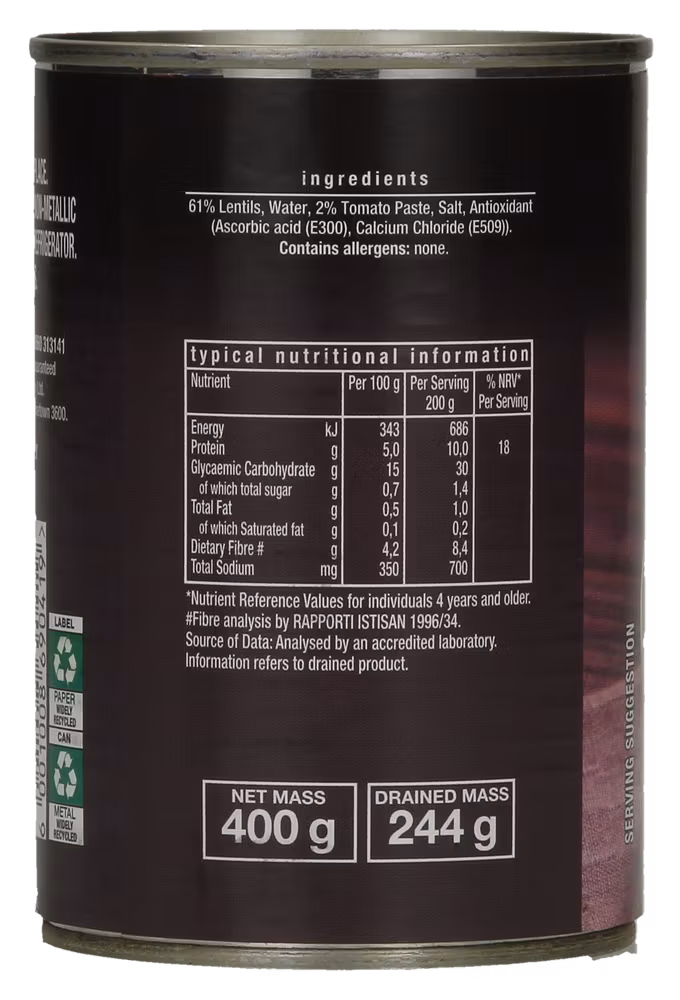 ON-METALLIC
REFRIGERATOR.
313141
3600.
ingredients
61% Lentils, Water, 2% Tomato Paste, Salt, Antioxidant
(Ascorbic acid (E300), Calcium Chloride (E509)).
Contains allergens: none.
typical nutritional information
Nutrient Per 100 g Per Serving 200 g % NRV* Per Serving
Energy kJ 343 686
Protein g 5,0 10,0 18
Glycaemic Carbohydrate g 15 30
of which total sugar g 0,7 1,4
Total Fat g 0,5 1,0
of which Saturated fat g 0,1 0,2
Dietary Fibre # g 4,2 8,4
Total Sodium mg 350 700
*Nutrient Reference Values for individuals 4 years and older.
#Fibre analysis by RAPPORTI ISTISAN 1996/34.
Source of Data: Analysed by an accredited laboratory.
Information refers to drained product.
LABEL
PAPER
WIDELY
RECYCLED
CAN
METAL
WIDELY
RECYCLED
NET MASS
400 g
DRAINED MASS
244 g
SERVING SUGGESTION